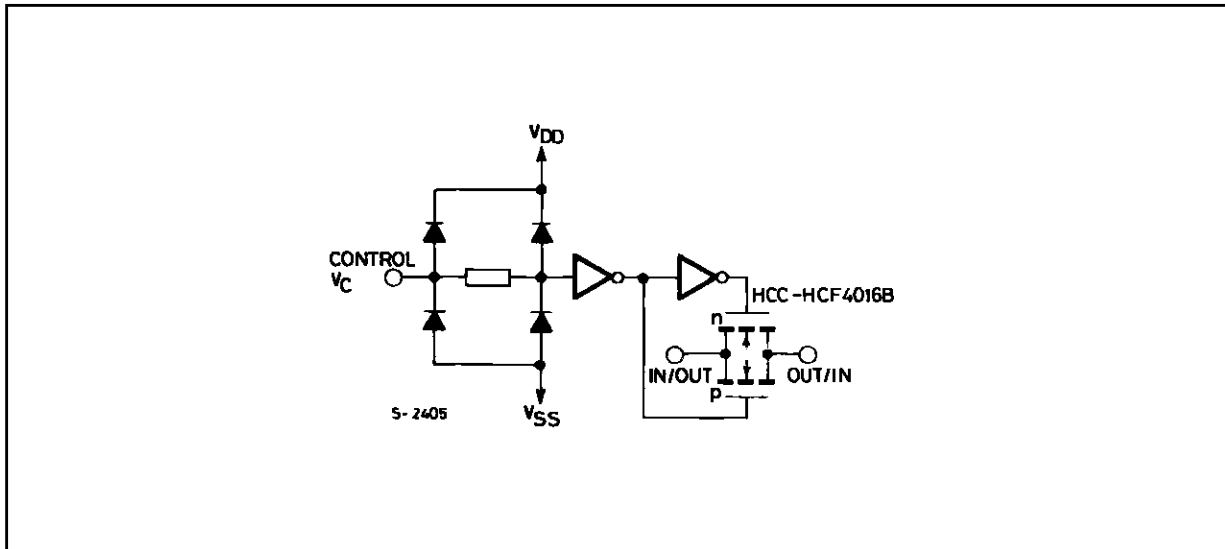 VDD
CONTROL
VC
HCC-HCF4016B
n
IN/OUT
OUT/IN
p
S-2405
VSS